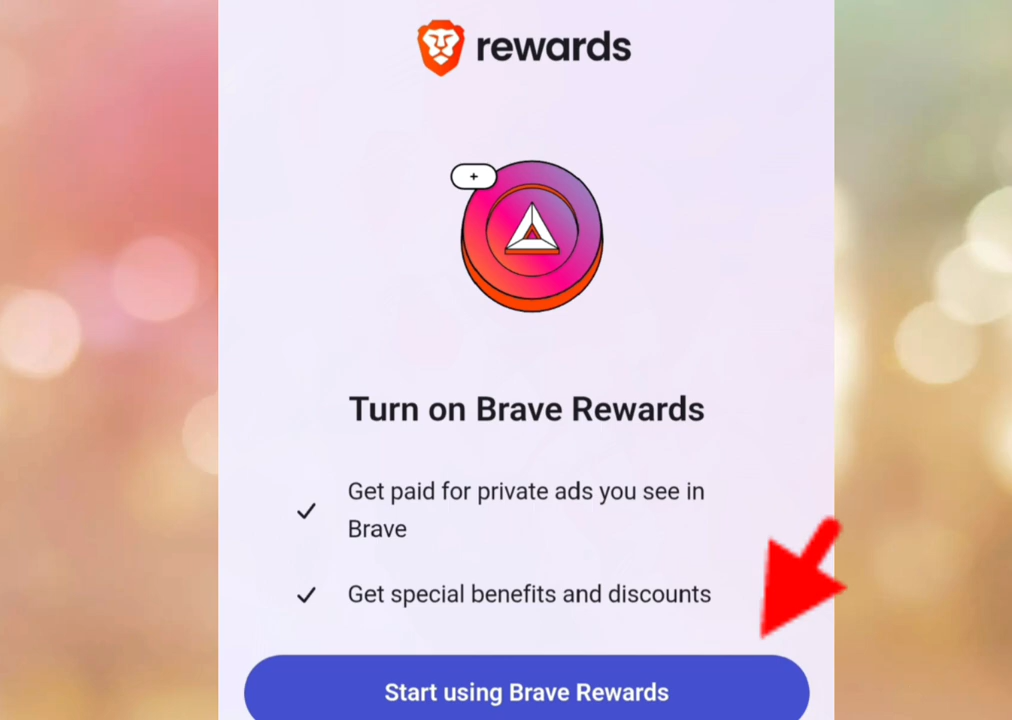 rewards
+
Turn on Brave Rewards
Get paid for private ads you see in
Brave
Get special benefits and discounts
Start using Brave Rewards